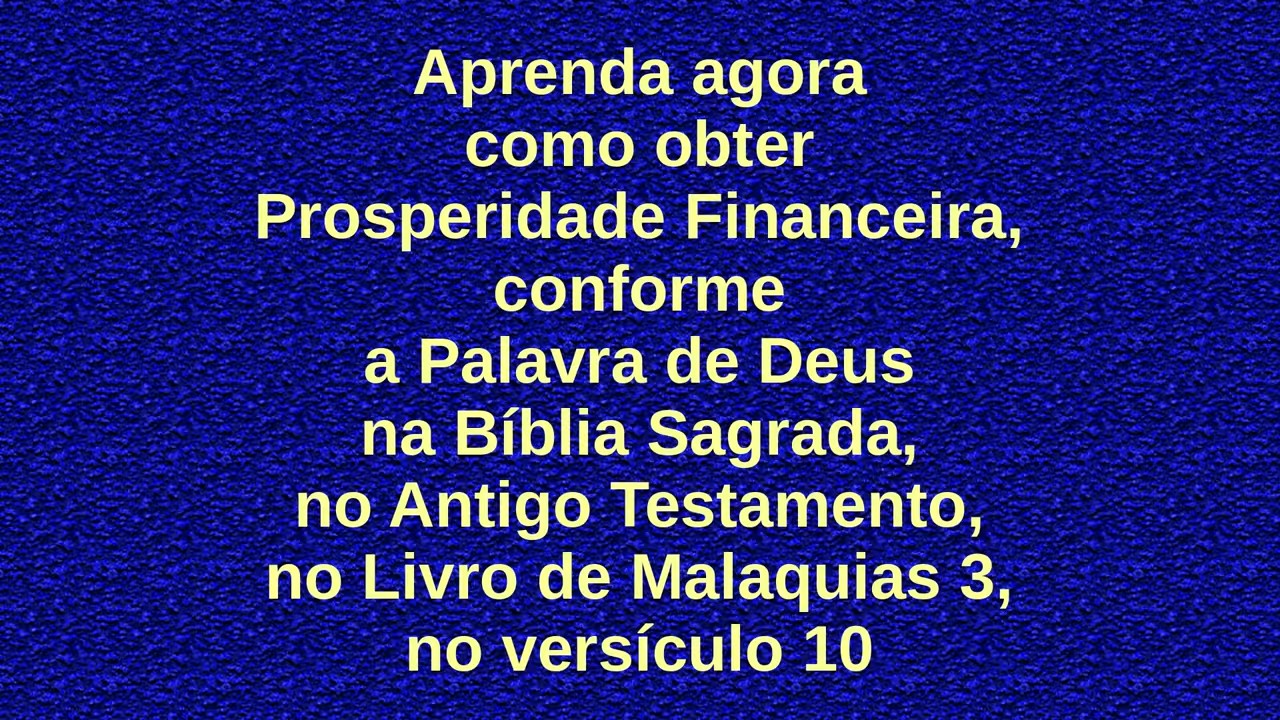 Aprenda agora
como obter
Prosperidade Financeira,
conforme
a Palavra de Deus
na Bíblia Sagrada,
no Antigo Testamento,
no Livro de Malaquias 3,
no versículo 10